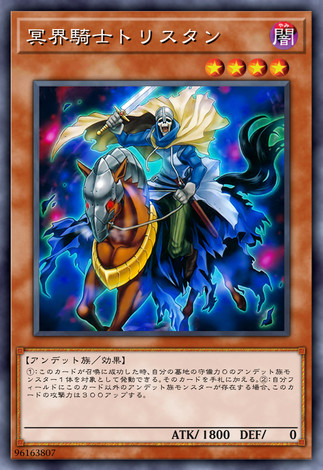 冥界騎士トリスタン
やみ
闇
【アンデット族/効果】
①:このカードが召喚に成功した時、自分の墓地の守備力0のアンデット族モ
ンスター1体を対象として発動できる。そのカードを手札に加える。②:自分フ
ィールドにこのカード以外のアンデット族モンスターが存在する場合、このカー
ドの攻撃力は300アップする。
ATK/ 1800 DEF/ 0
96163807